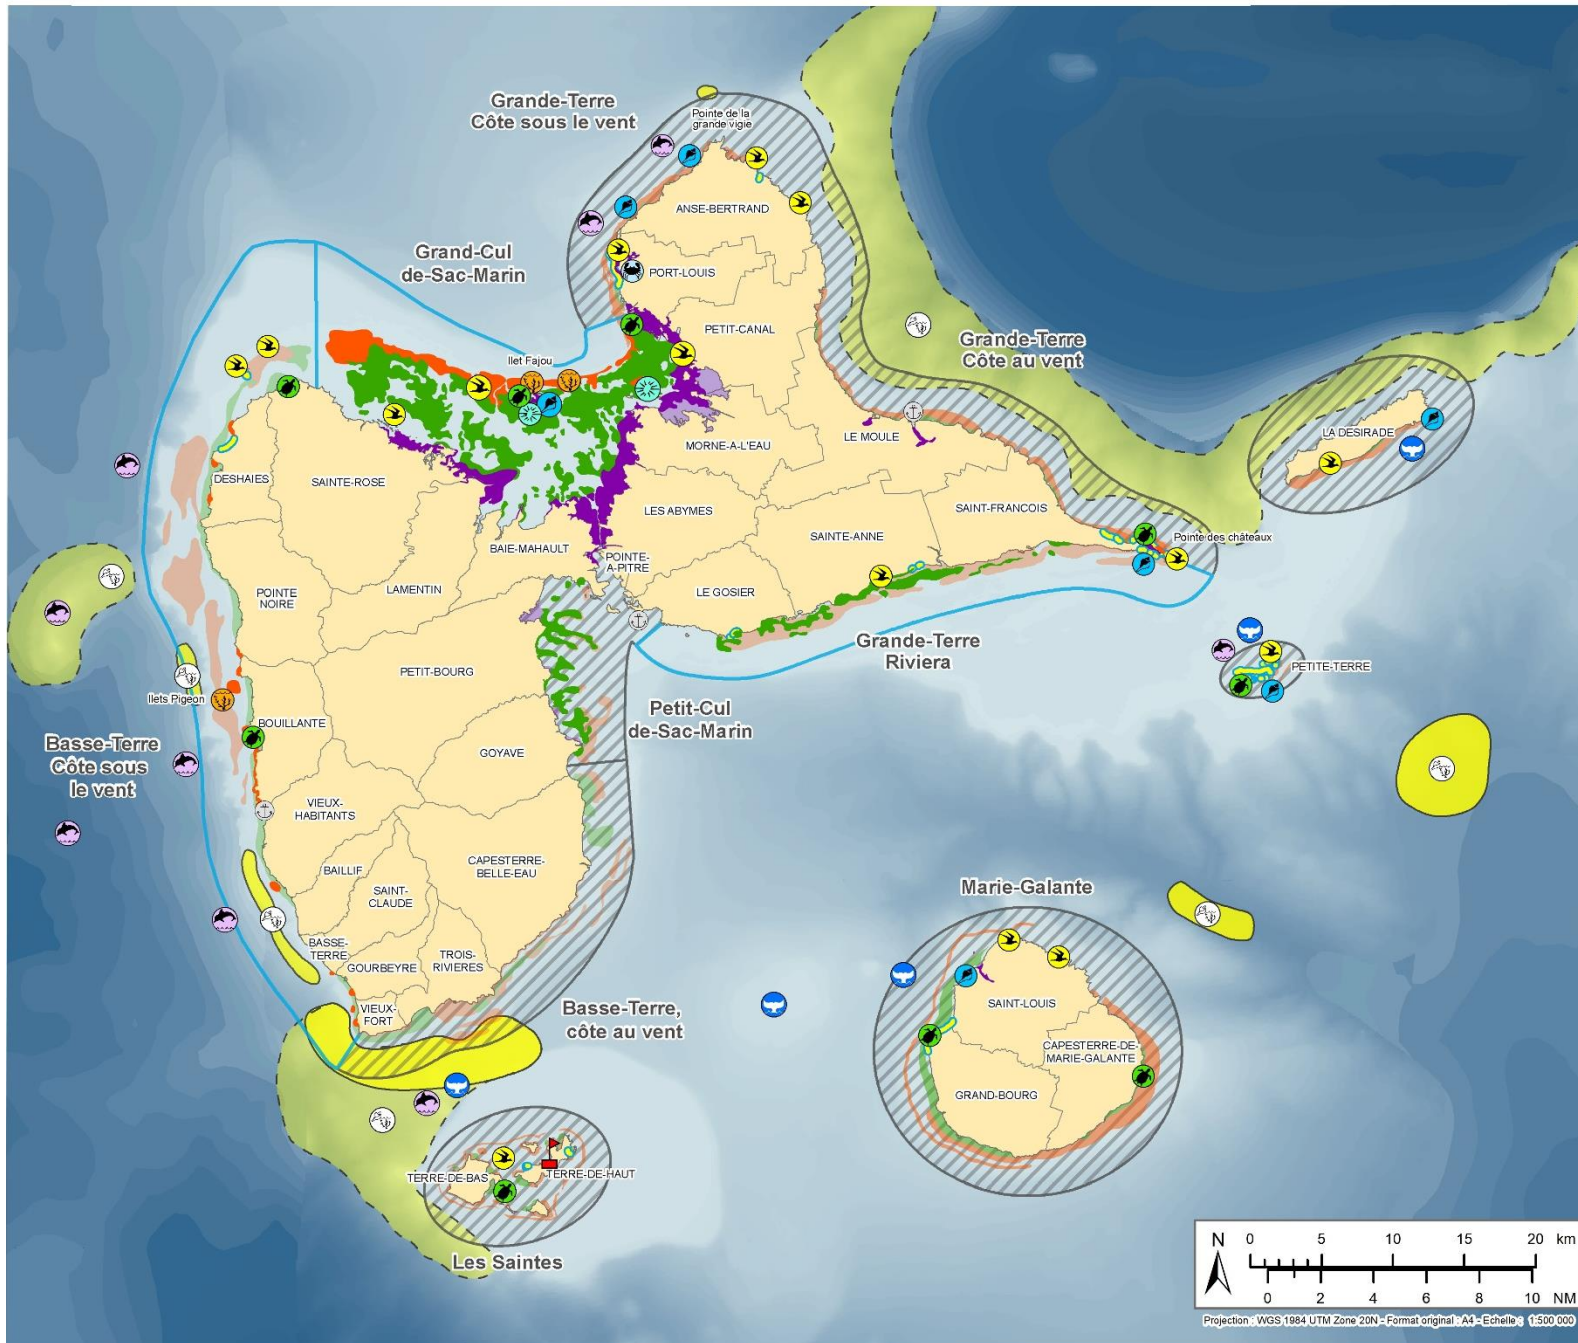 Grande-Terre
Côte sous le vent
Pointe de la
grande vigie
ANSE-BERTRAND
Grand-Cul
de-Sac-Marin
PORT-LOUIS
PETIT-CANAL
Ilet Fajou
Grande-Terre
Côte au vent
LE MOULE
MORNE-A-L'EAU
LA DESIRADE
DESHAIES
SAINTE-ROSE
LES ABYMES
SAINT-FRANCOIS
SAINTE-ANNE
Pointe des châteaux
BAIE-MAHAULT
POINTE-
A-PITRE
LAMENTIN
LE GOSIER
POINTE
NOIRE
Grande-Terre
Riviera
PETITE-TERRE
PETIT-BOURG
Ilets Pigeon
BOUILLANTE
Petit-Cul
de-Sac-Marin
GOYAVE
Basse-Terre
Côte sous
le vent
VIEUX-
HABITANTS
BAILLIF
CAPESTERRE-
BELLE-EAU
SAINT-
CLAUDE
Marie-Galante
BASSE-
TERRE
GOURBEYRE
TROIS-
RIVIERES
VIEUX-
FORT
Basse-Terre,
côte au vent
SAINT-LOUIS
CAPESTERRE-DE-
MARIE-GALANTE
GRAND-BOURG
TERRE-DE-BAS
TERRE-DE-HAUT
Les Saintes
N
0 5 10 15 20 km
0 2 4 6 8 10 NM
Projection : WGS 1984 UTM Zone 20N - Format original : A4 - Echelle : 1:500 000